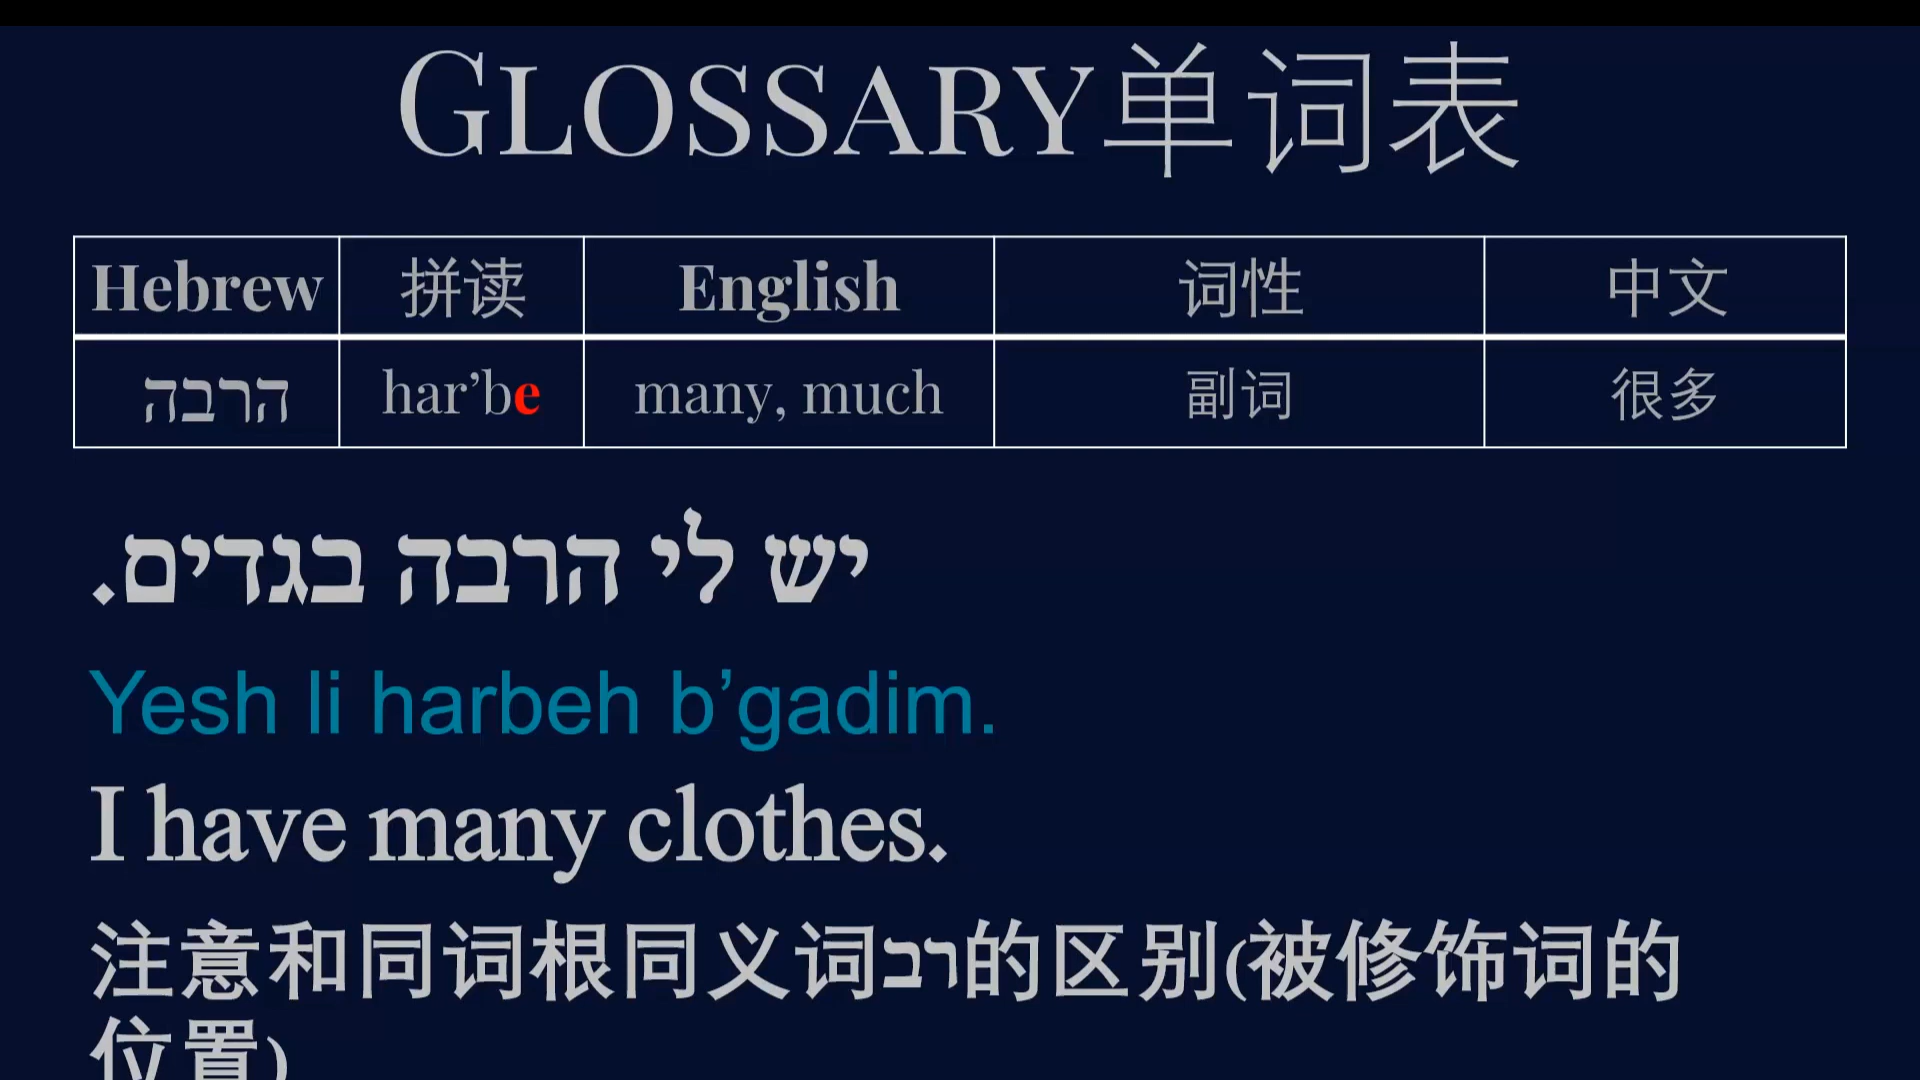 GLOSSARY单词表
Hebrew 拼读 English 词性 中文
הרבה har’be many, much 副词 很多
יש לי הרבה בגדים.
Yesh li harbeh b’gadim.
I have many clothes.
注意和同词根同义词רב的区别(被修饰词的
位置)